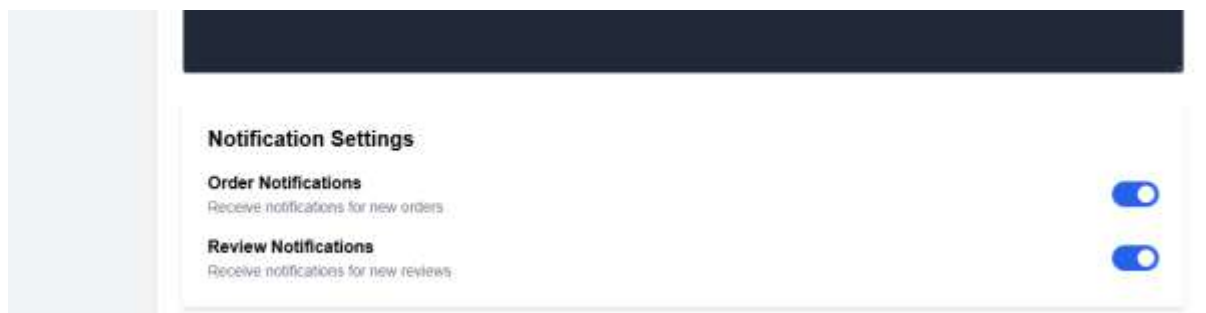 Notification Settings
Order Notifications
Receive notifications for new orders
Review Notifications
Receive notifications for new reviews